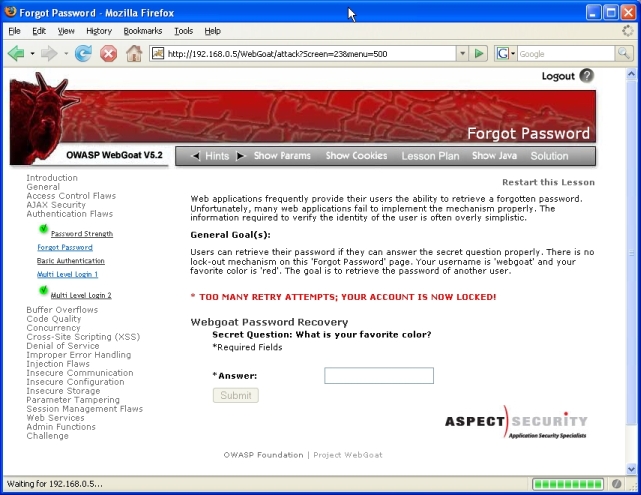 Forgot Password - Mozilla Firefox
File Edit View History Bookmarks Tools Help
http://192.168.0.5/WebGoat/attack?Screen=23&menu=500
G Google
Logout ?
Forgot Password
OWASP WebGoat V5.2
Hints Show Params Show Cookies Lesson Plan Show Java Solution
Restart this Lesson
Introduction
General
Access Control Flaws
AJAX Security
Authentication Flaws
Password Strength
Forgot Password
Basic Authentication
Multi Level Login 1
Multi Level Login 2
Buffer Overflows
Code Quality
Concurrency
Cross-Site Scripting (XSS)
Denial of Service
Improper Error Handling
Injection Flaws
Insecure Communication
Insecure Configuration
Insecure Storage
Parameter Tampering
Session Management Flaws
Web Services
Admin Functions
Challenge
Web applications frequently provide their users the ability to retrieve a forgotten password.
Unfortunately, many web applications fail to implement the mechanism properly. The
information required to verify the identity of the user is often overly simplistic.
General Goal(s):
Users can retrieve their password if they can answer the secret question properly. There is no
lock-out mechanism on this 'Forgot Password' page. Your username is 'webgoat' and your
favorite color is 'red'. The goal is to retrieve the password of another user.
* TOO MANY RETRY ATTEMPTS; YOUR ACCOUNT IS NOW LOCKED!
Webgoat Password Recovery
Secret Question: What is your favorite color?
*Required Fields
*Answer:
Submit
ASPECT SECURITY
Application Security Specialists
OWASP Foundation | Project WebGoat
Waiting for 192.168.0.5...